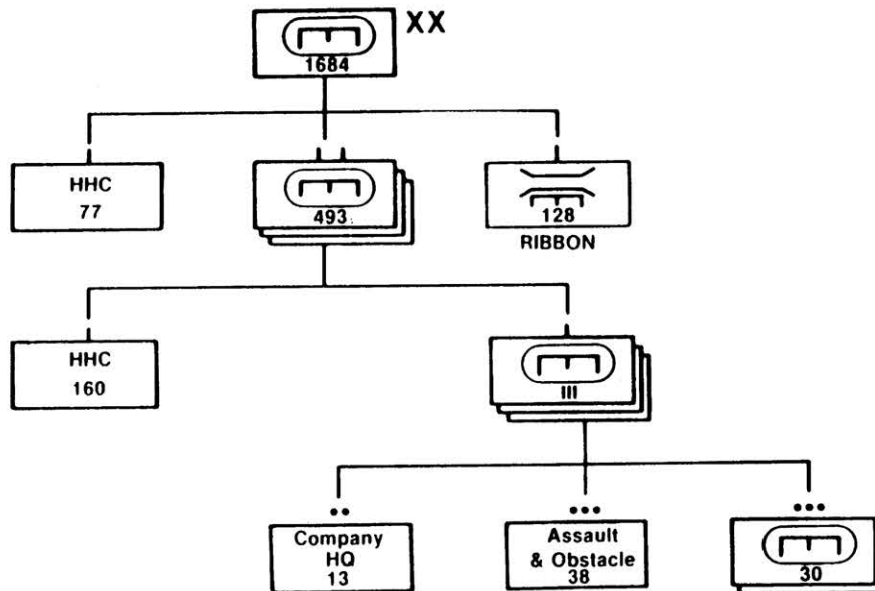 XX
1684
HHC
77
493
128
RIBBON
HHC
160
III
Company
HQ
13
Assault
& Obstacle
38
30